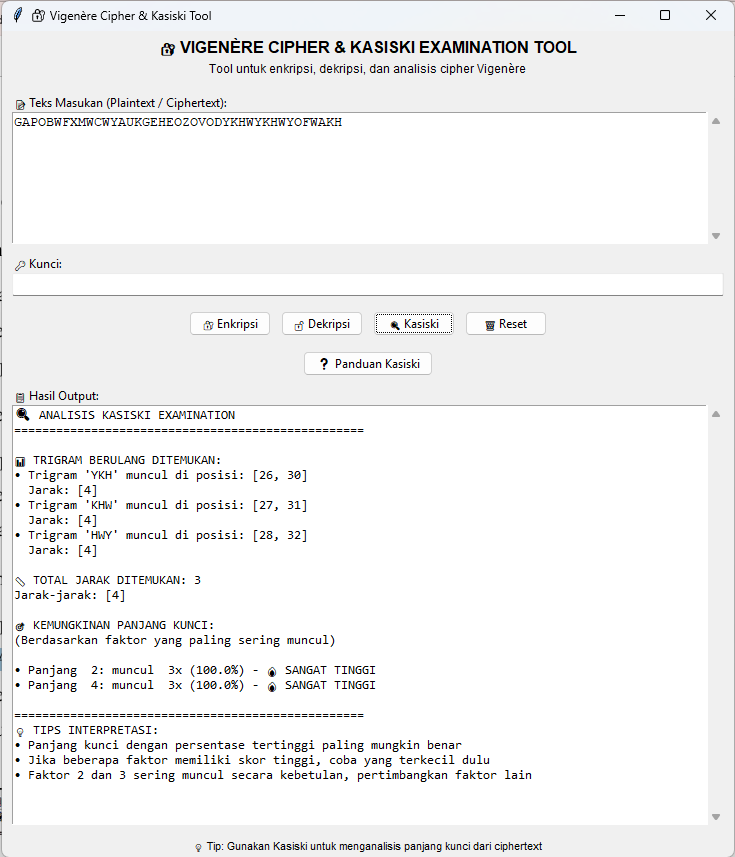 Vigenère Cipher & Kasiski Tool
VIGENÈRE CIPHER & KASISKI EXAMINATION TOOL
Tool untuk enkripsi, dekripsi, dan analisis cipher Vigenère
Teks Masukan (Plaintext / Ciphertext):
GAPOBWFXMWCWYAUKGEHEOZOVODYKHWYKHWYOFWAKH
Kunci:
Enkripsi Dekripsi Kasiski Reset
? Panduan Kasiski
Hasil Output:
ANALISIS KASISKI EXAMINATION
==================================================
TRIGRAM BERULANG DITEMUKAN:
• Trigram 'YKH' muncul di posisi: [26, 30]
Jarak: [4]
• Trigram 'KHW' muncul di posisi: [27, 31]
Jarak: [4]
• Trigram 'HWY' muncul di posisi: [28, 32]
Jarak: [4]
TOTAL JARAK DITEMUKAN: 3
Jarak-jarak: [4]
KEMUNGKINAN PANJANG KUNCI:
(Berdasarkan faktor yang paling sering muncul)
• Panjang  2: muncul  3x (100.0%) - SANGAT TINGGI
• Panjang  4: muncul  3x (100.0%) - SANGAT TINGGI
==================================================
TIPS INTERPRETASI:
• Panjang kunci dengan persentase tertinggi paling mungkin benar
• Jika beberapa faktor memiliki skor tinggi, coba yang terkecil dulu
• Faktor 2 dan 3 sering muncul secara kebetulan, pertimbangkan faktor lain
Tip: Gunakan Kasiski untuk menganalisis panjang kunci dari ciphertext